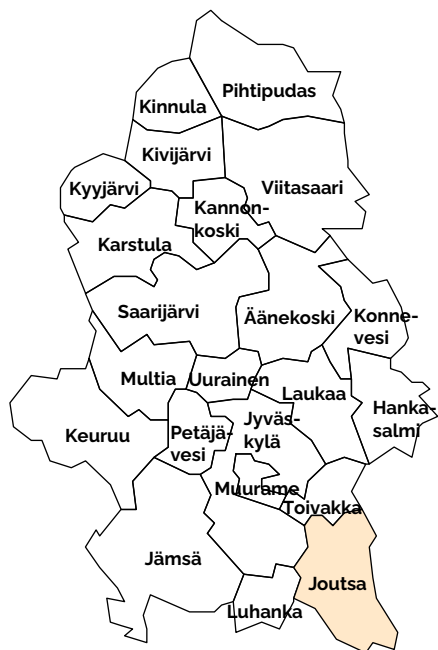 Pihtipudas
Kinnula
Kivijärvi
Kyyjärvi
Viitasaari
Kannon-
koski
Karstula
Saarijärvi
Äänekoski
Konne-
vesi
Multia
Uurainen
Laukaa
Hanka-
salmi
Keuruu
Petäjä-
vesi
Jyväs-
kylä
Muurame
Toivakka
Jämsä
Joutsa
Luhanka